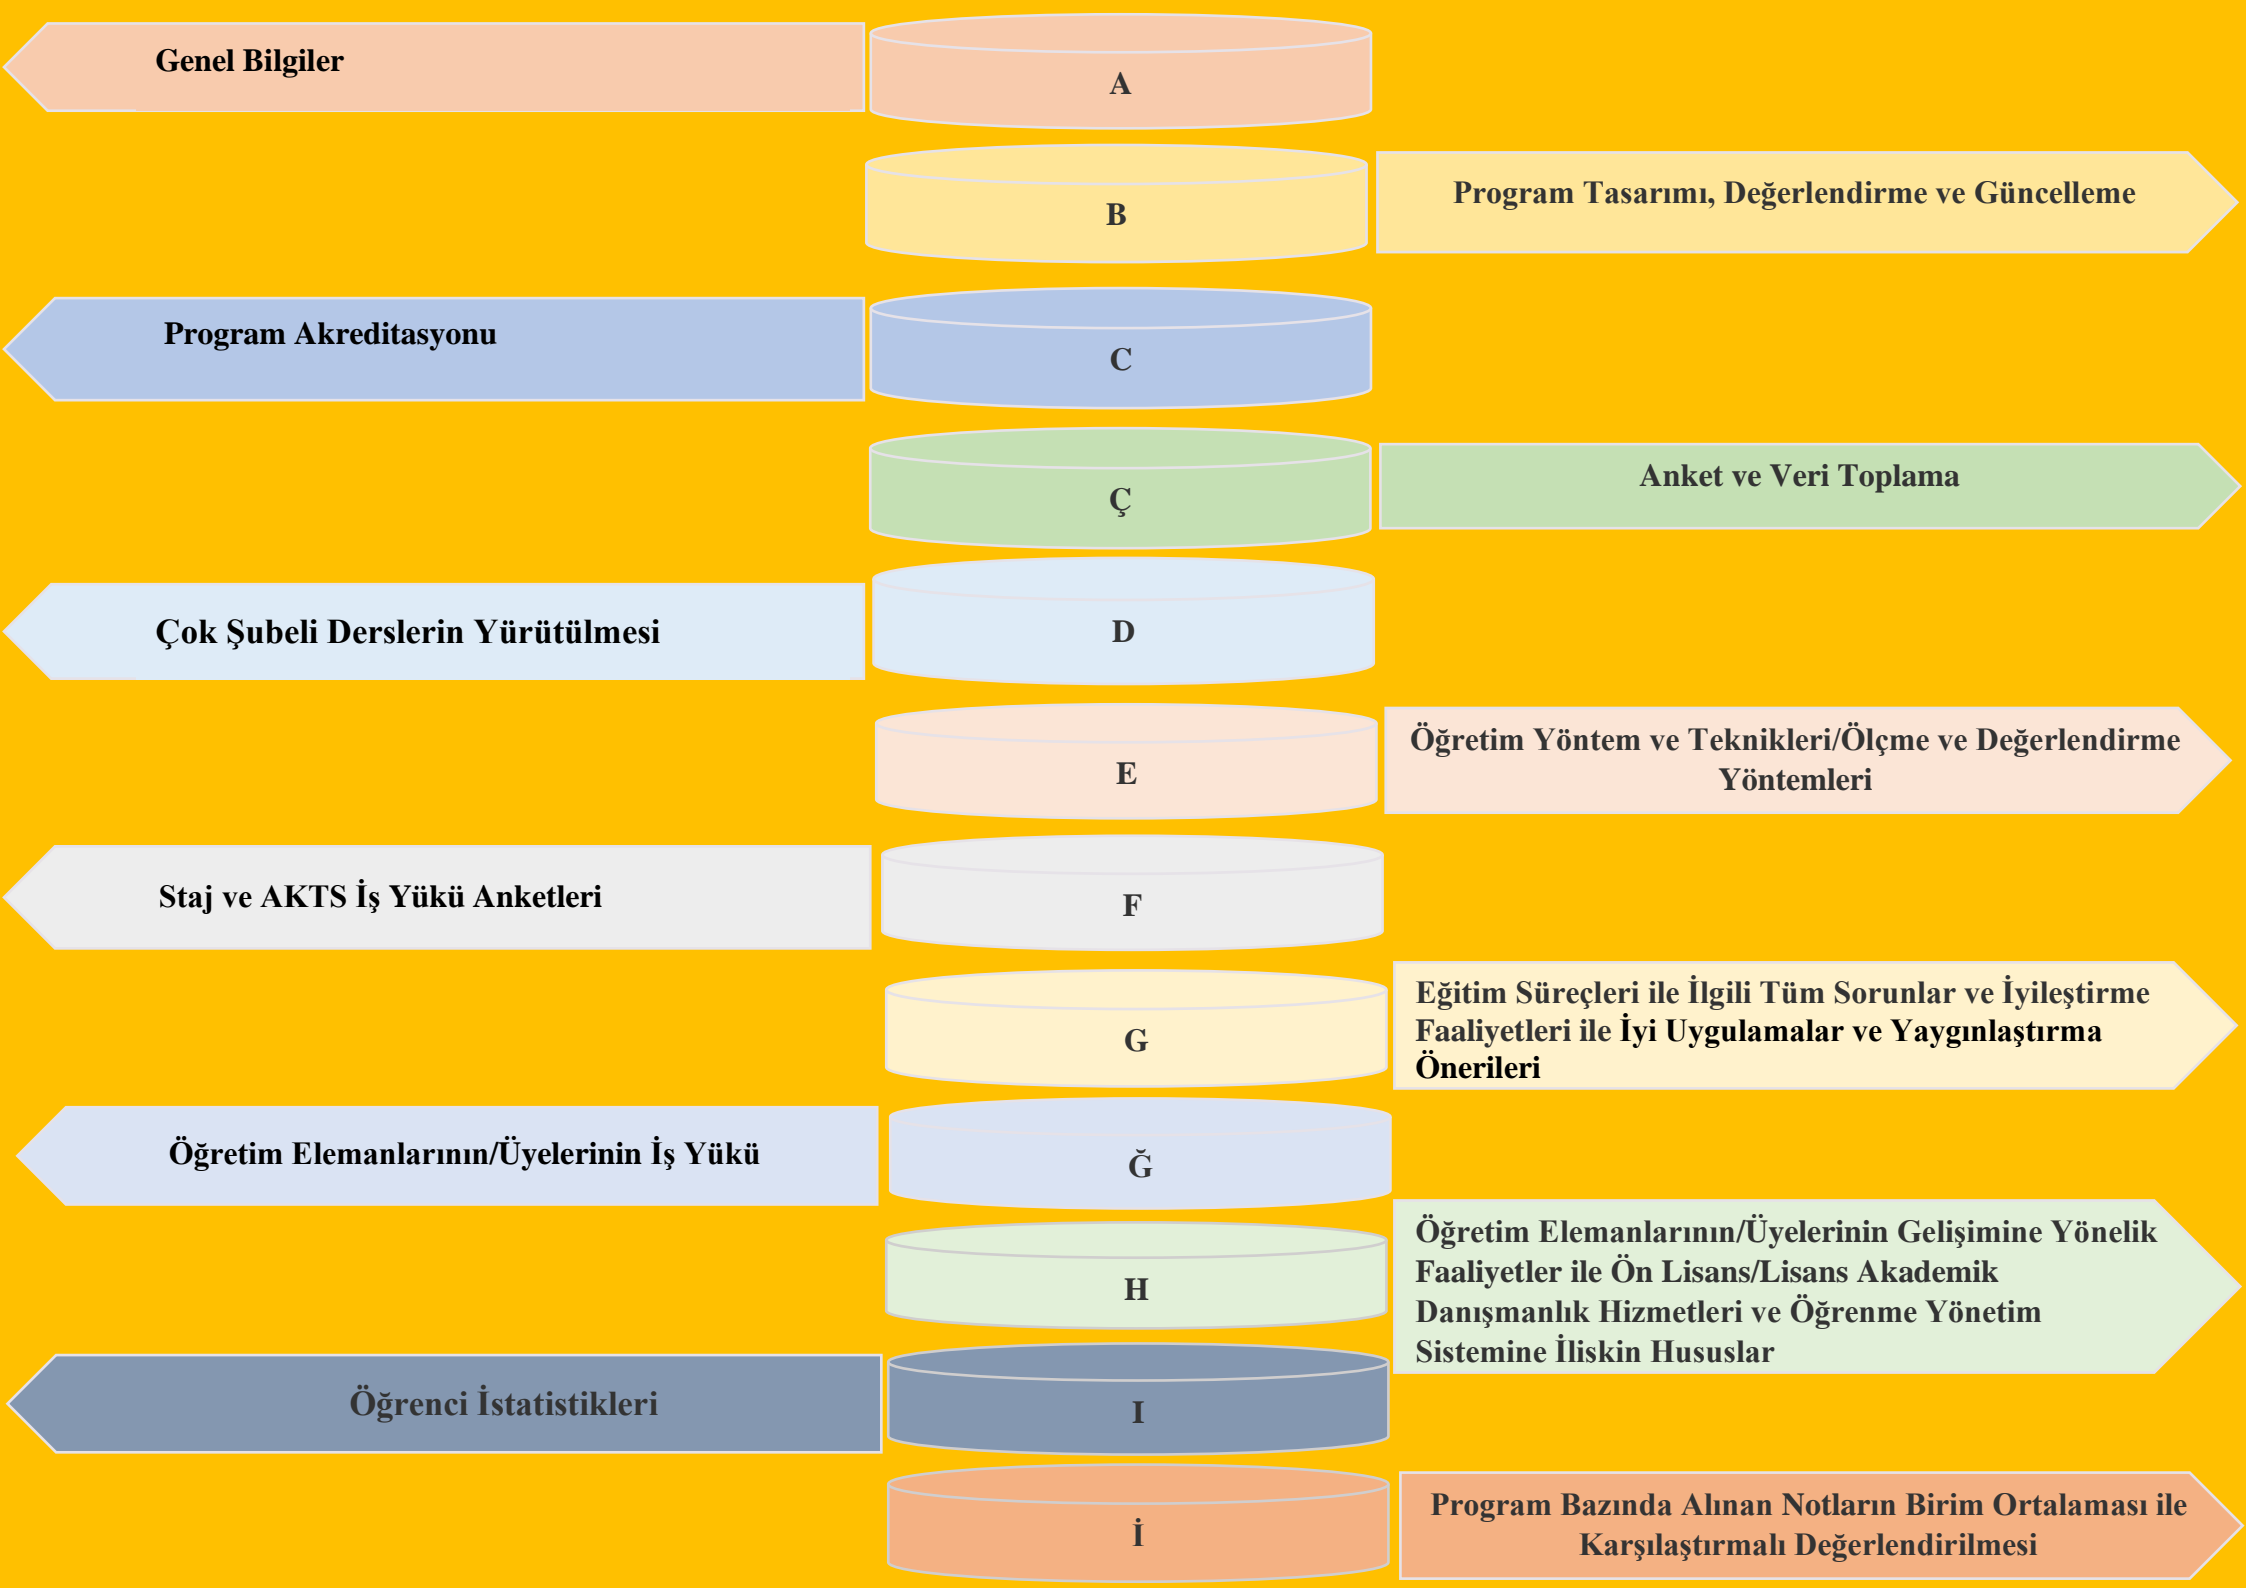 Genel Bilgiler
A
B
Program Tasarımı, Değerlendirme ve Güncelleme
Program Akreditasyonu
C
Ç
Anket ve Veri Toplama
Çok Şubeli Derslerin Yürütülmesi
D
E
Öğretim Yöntem ve Teknikleri/Ölçme ve Değerlendirme
Yöntemleri
Staj ve AKTS İş Yükü Anketleri
F
G
Eğitim Süreçleri ile İlgili Tüm Sorunlar ve İyileştirme
Faaliyetleri ile İyi Uygulamalar ve Yaygınlaştırma
Önerileri
Öğretim Elemanlarının/Üyelerinin İş Yükü
Ğ
H
Öğretim Elemanlarının/Üyelerinin Gelişimine Yönelik
Faaliyetler ile Ön Lisans/Lisans Akademik
Danışmanlık Hizmetleri ve Öğrenme Yönetim
Sistemine İliskin Hususlar
Öğrenci İstatistikleri
I
İ
Program Bazında Alınan Notların Birim Ortalaması ile
Karşılaştırmalı Değerlendirilmesi